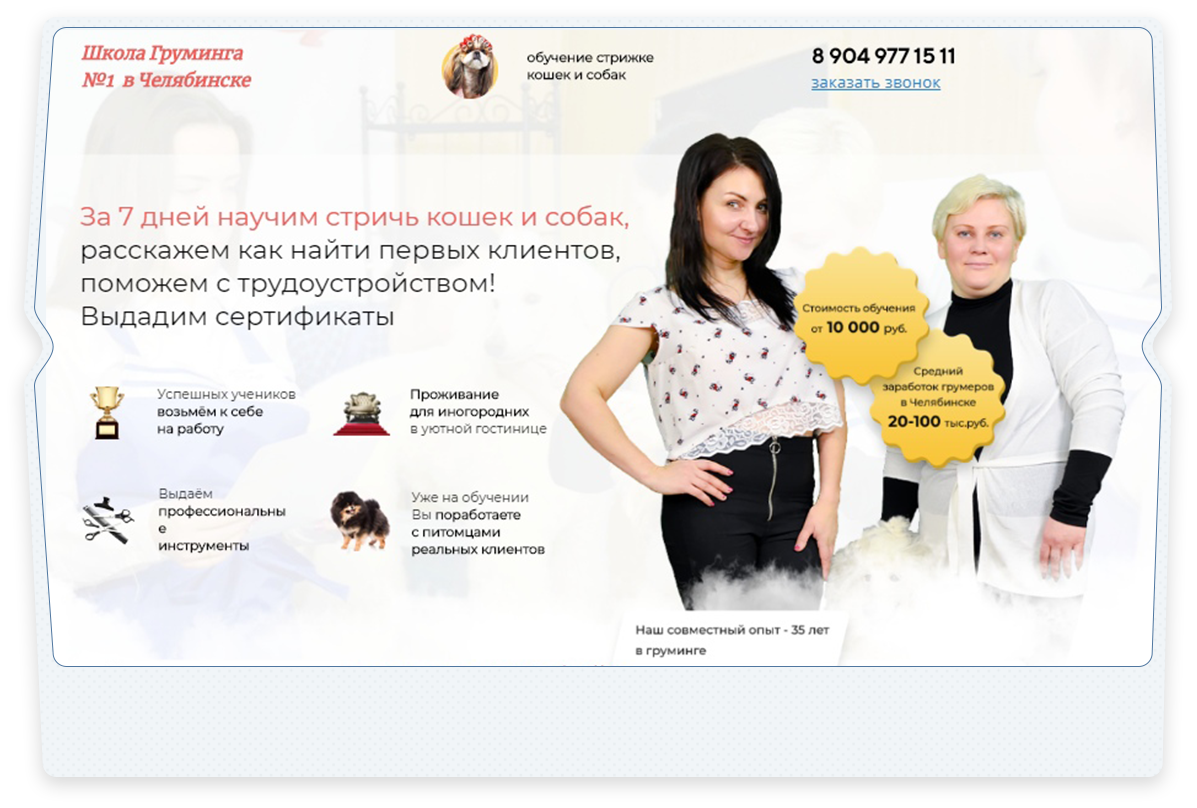 Школа Груминга
№1 в Челябинске
обучение стрижке
кошек и собак
8 904 977 15 11
заказать звонок
За 7 дней научим стричь кошек и собак,
расскажем как найти первых клиентов,
поможем с трудоустройством!
Выдадим сертификаты
Успешных учеников
возьмём к себе
на работу
Проживание
для иногородних
в уютной гостинице
Выдаём
профессиональны
е
инструменты
Уже на обучении
Вы поработаете
с питомцами
реальных клиентов
Стоимость обучения
от 10 000 руб.
Средний
заработок грумеров
в Челябинске
20-100 тыс.руб.
Наш совместный опыт - 35 лет
в груминге